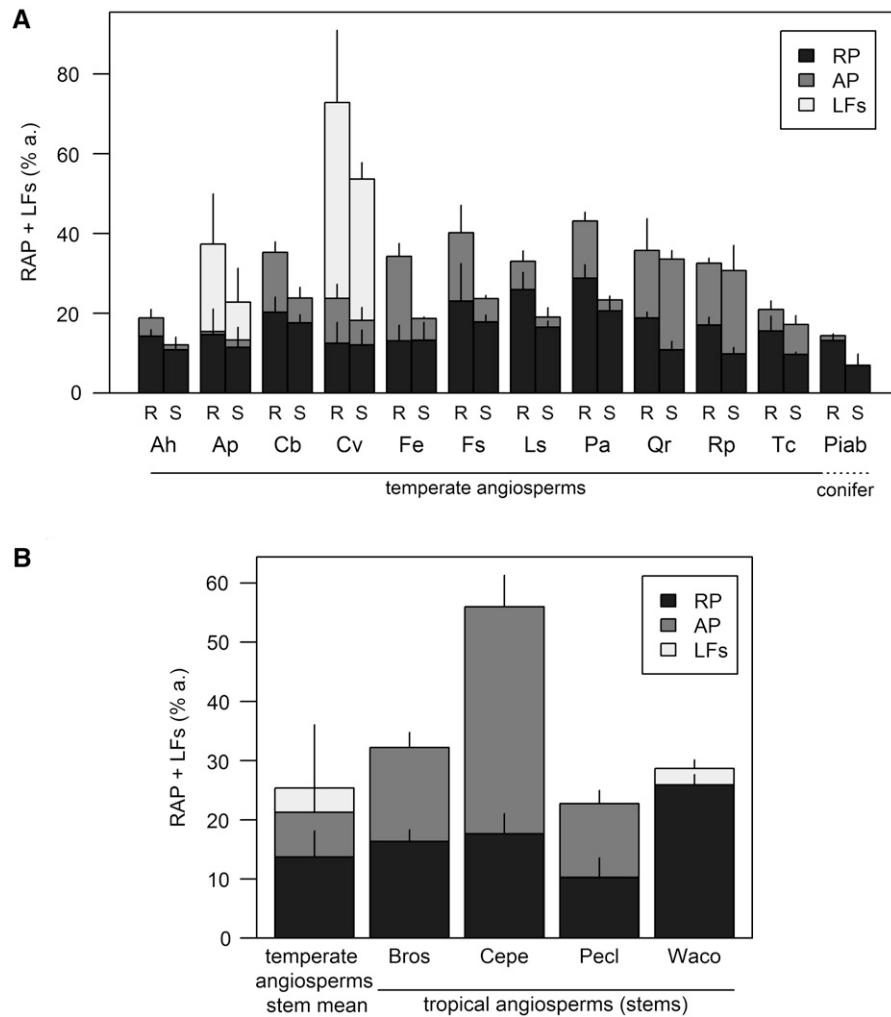 A
RAP + LFs (% a.)
80
60
40
20
0
RP
AP
LFs
R S R S R S R S R S R S R S R S R S R S R S R S
Ah Ap Cb Cv Fe Fs Ls Pa Qr Rp Tc Piab
temperate angiosperms conifer
B
RAP + LFs (% a.)
60
50
40
30
20
10
0
RP
AP
LFs
temperate angiosperms stem mean
Bros Cepe Pecl Waco
tropical angiosperms (stems)